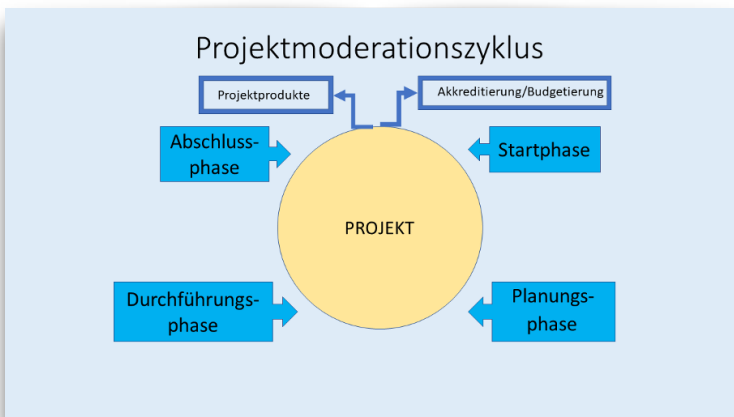 Projektmoderationszyklus
Projektprodukte
Akkreditierung/Budgetierung
Abschluss-
phase
Startphase
PROJEKT
Durchführungs-
phase
Planungs-
phase